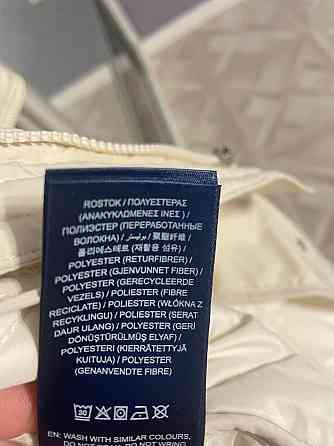 ROSTOK / ΠΟΛΥΕΣΤΕΡΑΣ
(ΑΝΑΚΥΚΛΩΜΕΝΕΣ ΙΝΕΣ ) /
ПОЛИЭСТЕР (ПЕРЕРАБОТАННЫЕ
ВОЛОКНА) / بوليستر / 聚酯纤维 /
폴리에스테르 (재활용 섬유) /
POLYESTER (RETURFIBRER) /
POLYESTER (GJENVUNNET FIBER) /
POLYESTER (GERECYCLEERDE
VEZELS) / POLIESTER (FIBRE
RECICLATE) / POLIESTER (WŁÓKNA Z
RECYKLINGU) / POLIESTER (SERAT
DAUR ULANG) / POLYESTER (GERİ
DÖNÜŞTÜRÜLMÜŞ ELYAF) /
POLYESTERI (KIERRÄTETTYJÄ
KUITUJA) / POLYESTER
(GENANVENDTE FIBRE)
30
EN: WASH WITH SIMILAR COLOURS,
DO NOT WRING